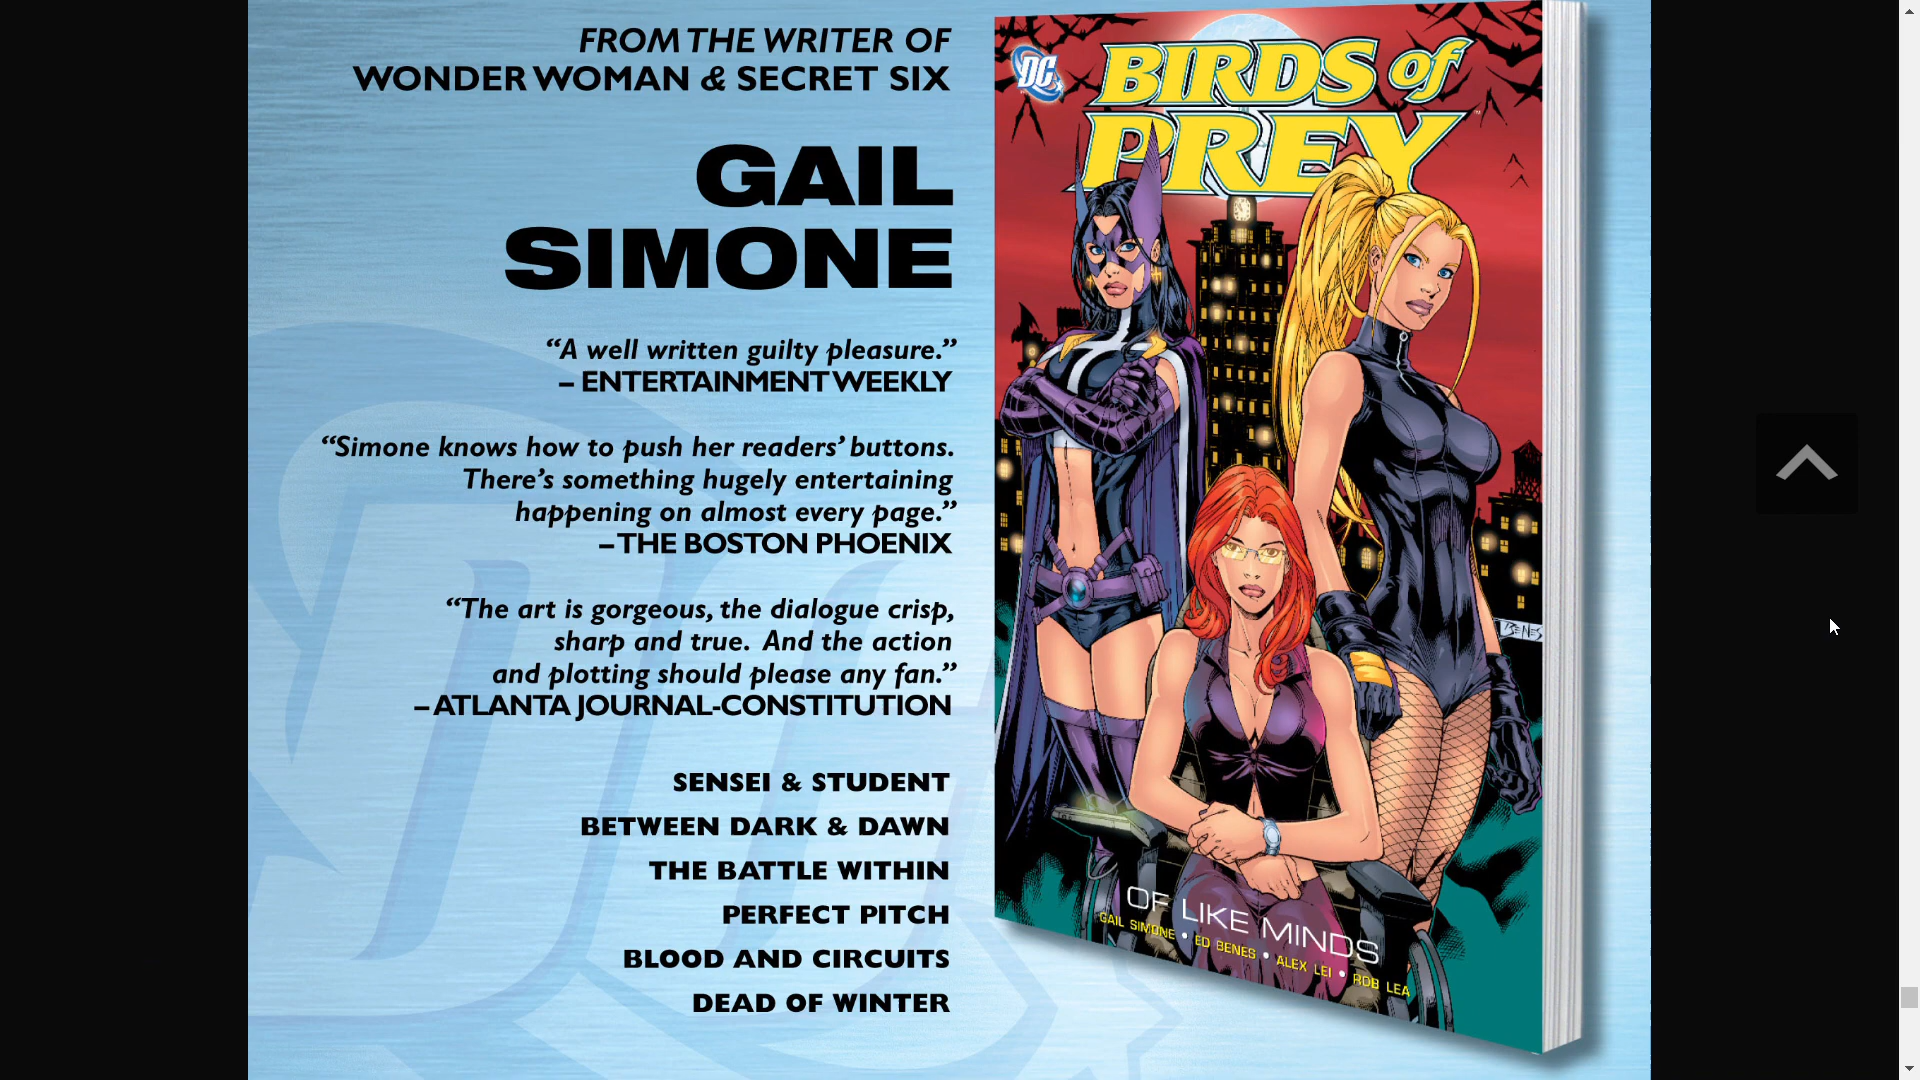 FROM THE WRITER OF
WONDER WOMAN & SECRET SIX
GAIL
SIMONE
“A well written guilty pleasure.”
– ENTERTAINMENT WEEKLY
“Simone knows how to push her readers’ buttons.
There’s something hugely entertaining
happening on almost every page.”
– THE BOSTON PHOENIX
“The art is gorgeous, the dialogue crisp,
sharp and true. And the action
and plotting should please any fan.”
– ATLANTA JOURNAL-CONSTITUTION
SENSEI & STUDENT
BETWEEN DARK & DAWN
THE BATTLE WITHIN
PERFECT PITCH
BLOOD AND CIRCUITS
DEAD OF WINTER
DC
BIRDS of
PREY
BENES
OF LIKE MINDS
GAIL SIMONE • ED BENES • ALEX LEI • ROB LEA